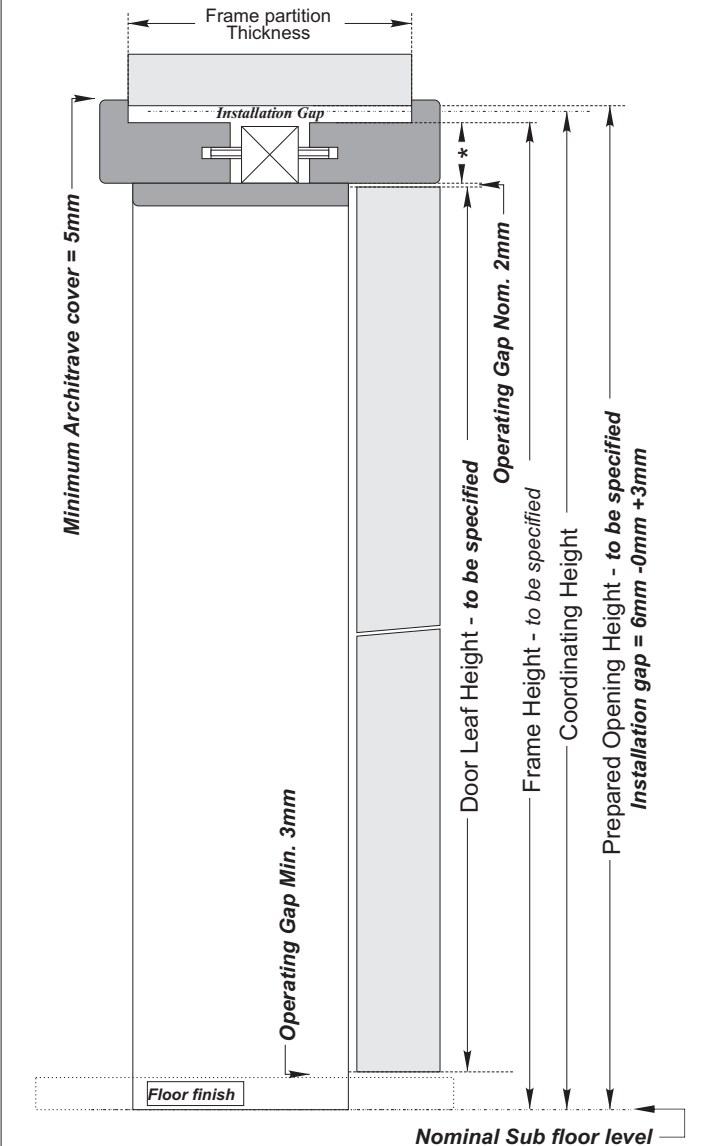 Frame partition
Thickness
Installation Gap
*
Minimum Architrave cover = 5mm
Operating Gap Nom. 2mm
Door Leaf Height - to be specified
Frame Height - to be specified
Coordinating Height
Prepared Opening Height - to be specified
Installation gap = 6mm -0mm +3mm
Operating Gap Min. 3mm
Floor finish
Nominal Sub floor level